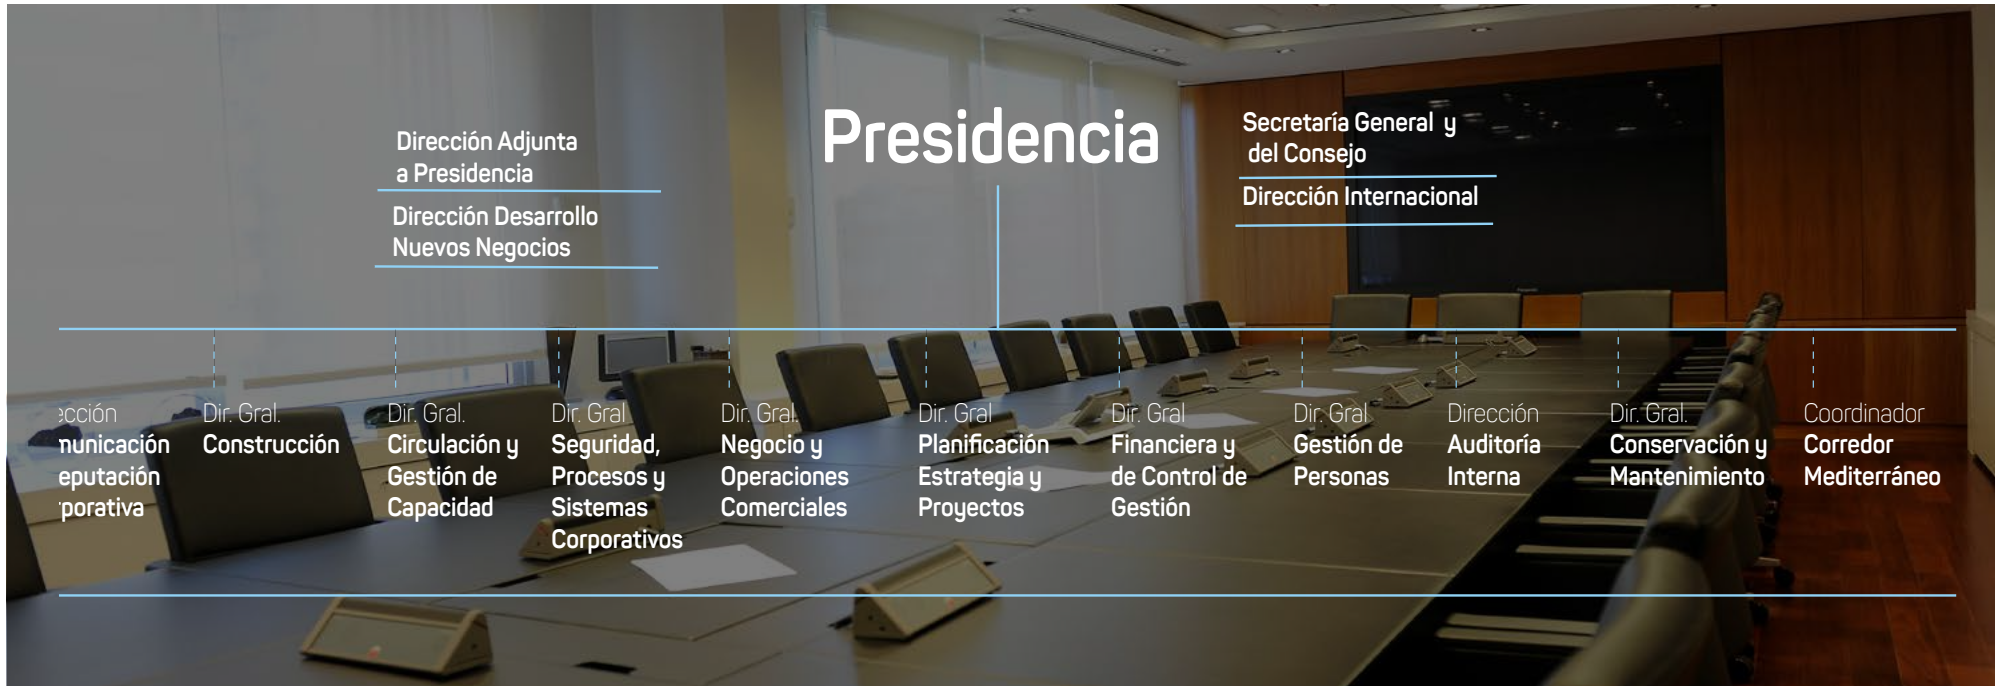 Presidencia
Dirección Adjunta
a Presidencia
Dirección Desarrollo
Nuevos Negocios
Secretaría General y
del Consejo
Dirección Internacional
Dir. Gral.
Construcción
Dir. Gral.
Circulación y
Gestión de
Capacidad
Dir. Gral
Seguridad,
Procesos y
Sistemas
Corporativos
Dir. Gral.
Negocio y
Operaciones
Comerciales
Dir. Gral
Planificación
Estrategia y
Proyectos
Dir. Gral
Financiera y
de Control de
Gestión
Dir. Gral
Gestión de
Personas
Dirección
Auditoría
Interna
Dir. Gral.
Conservación y
Mantenimiento
Coordinador
Corredor
Mediterráneo